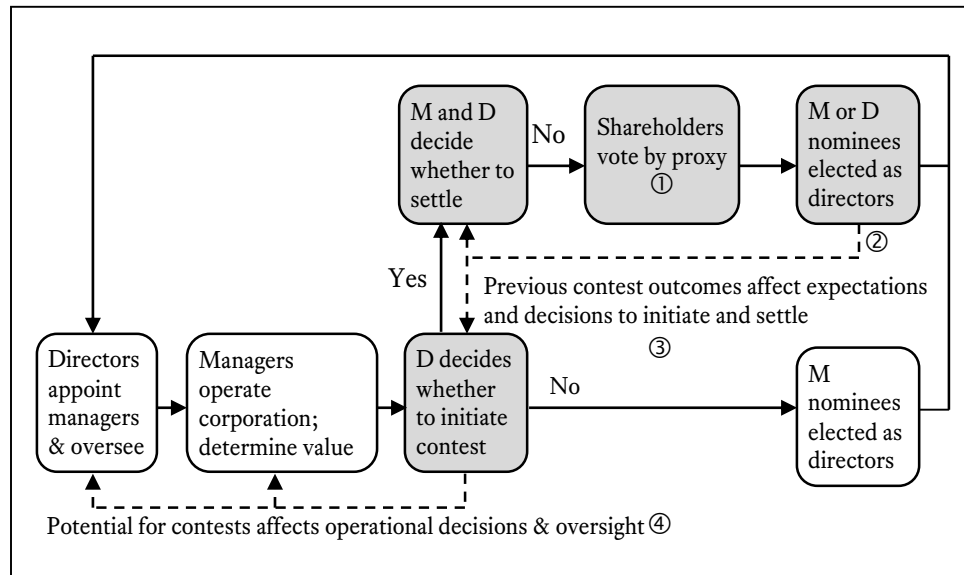 M and D
decide
whether to
settle
No
Shareholders
vote by proxy
①
M or D
nominees
elected as
directors
②
Yes
Previous contest outcomes affect expectations
and decisions to initiate and settle
③
Directors
appoint
managers
& oversee
Managers
operate
corporation;
determine value
D decides
whether
to initiate
contest
No
M
nominees
elected as
directors
Potential for contests affects operational decisions & oversight ④